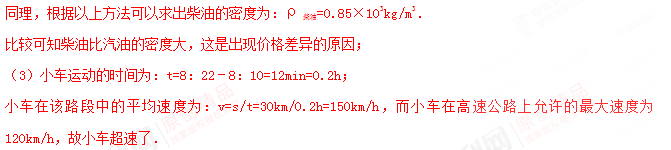 同理，根据以上方法可以求出柴油的密度为：ρ柴油=0.85×10³kg/m³．
比较可知柴油比汽油的密度大，这是出现价格差异的原因；
（3）小车运动的时间为：t=8：22－8：10=12min=0.2h；
小车在该路段中的平均速度为：v=s/t=30km/0.2h=150km/h，而小车在高速公路上允许的最大速度为
120km/h，故小车超速了．